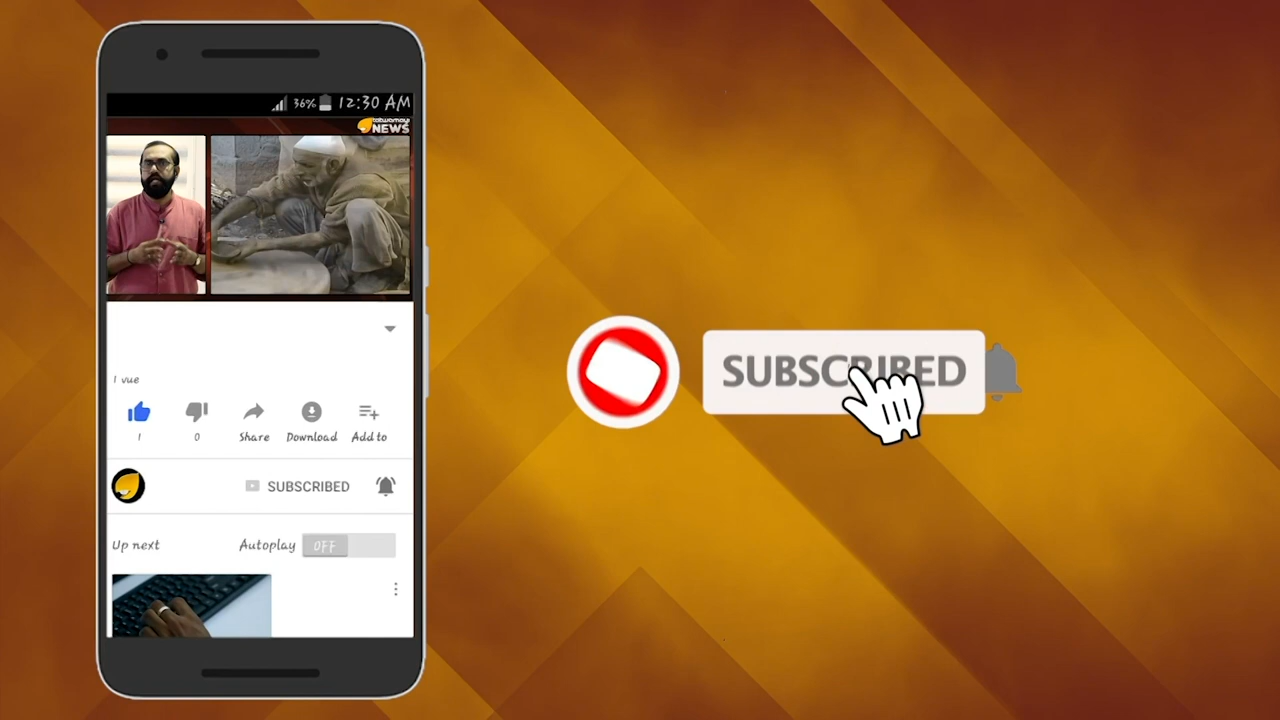 36% 12:30 AM
tatwamayi
NEWS
1 vue
1
0
Share
Download
Add to
SUBSCRIBED
Up next
Autoplay
OFF
SUBSCRIBED